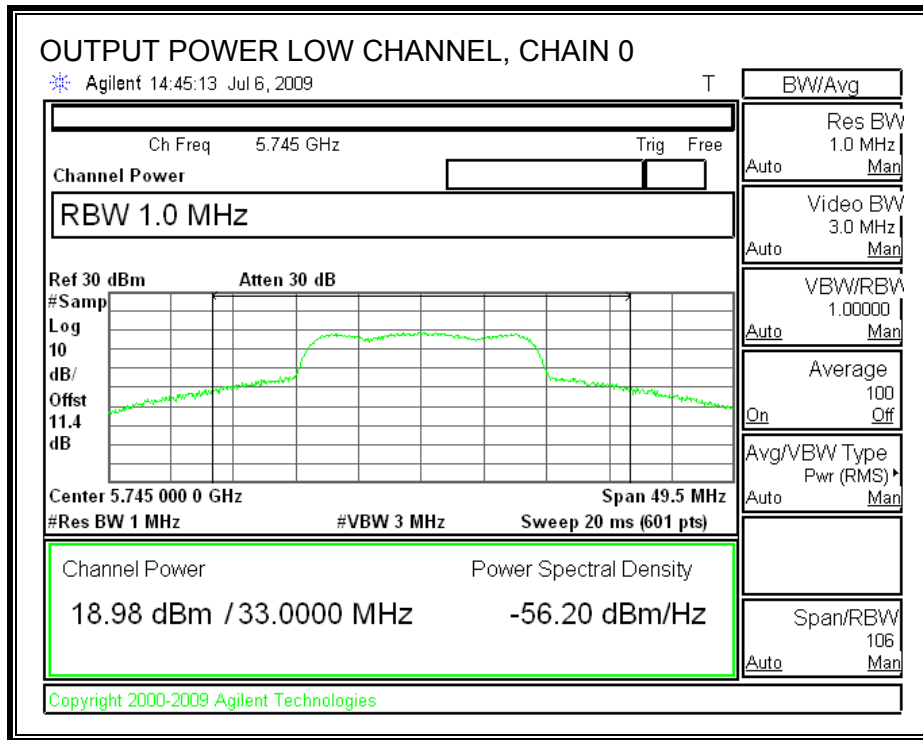 OUTPUT POWER LOW CHANNEL, CHAIN 0
Agilent 14:45:13 Jul 6, 2009 T
Ch Freq 5.745 GHz Trig Free
Channel Power
RBW 1.0 MHz
Ref 30 dBm Atten 30 dB
#Samp
Log
10
dB/
Offst
11.4
dB
Center 5.745 000 0 GHz Span 49.5 MHz
#Res BW 1 MHz #VBW 3 MHz Sweep 20 ms (601 pts)
Channel Power Power Spectral Density
18.98 dBm / 33.0000 MHz -56.20 dBm/Hz
Copyright 2000-2009 Agilent Technologies
BW/Avg
Res BW
1.0 MHz
Auto Man
Video BW
3.0 MHz
Auto Man
VBW/RBW
1.00000
Auto Man
Average
100
On Off
Avg/VBW Type
Pwr (RMS)
Auto Man
Span/RBW
106
Auto Man